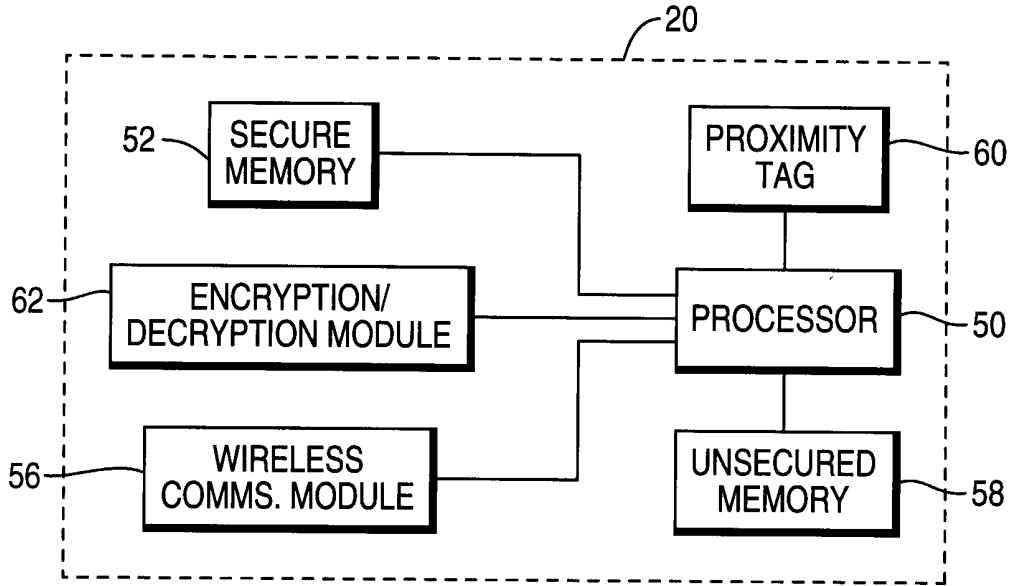 20
52
SECURE
MEMORY
PROXIMITY
TAG
60
62
ENCRYPTION/
DECRYPTION MODULE
PROCESSOR
50
56
WIRELESS
COMMS. MODULE
UNSECURED
MEMORY
58